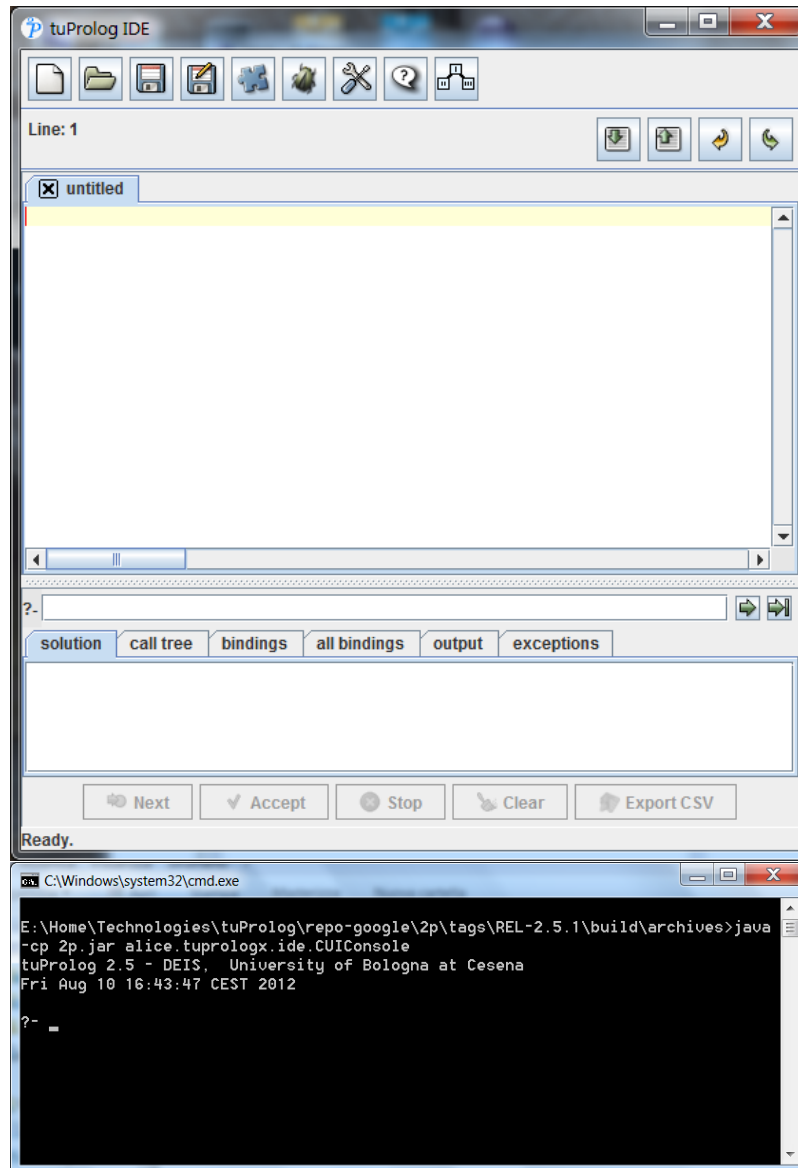 tuProlog IDE
Line: 1
untitled
?-
solution call tree bindings all bindings output exceptions
Next Accept Stop Clear Export CSV
Ready.
C:\Windows\system32\cmd.exe
E:\Home\Technologies\tuProlog\repo-google\2p\tags\REL-2.5.1\build\archives>java
-cp 2p.jar alice.tuprologx.ide.CUIConsole
tuProlog 2.5 - DEIS,  University of Bologna at Cesena
Fri Aug 10 16:43:47 CEST 2012
?- _